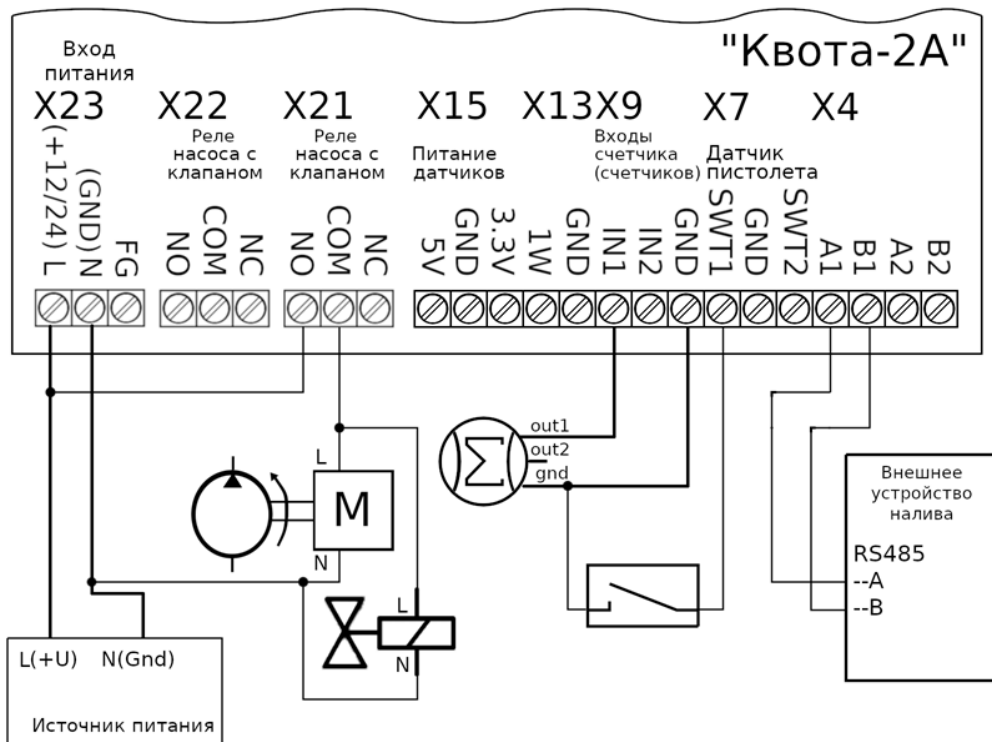 "Квота-2А"
Вход
питания
X23
X22
X21
X15
X13
X9
X7
X4
Реле
насоса с
клапаном
Реле
насоса с
клапаном
Питание
датчиков
Входы
счетчика
(счетчиков)
Датчик
пистолета
(+12/24) L
(GND)N
FG
NO
COM
NC
NO
COM
NC
5V
GND
3.3V
1W
GND
IN1
IN2
GND
SWT1
GND
SWT2
A1
B1
A2
B2
out1
out2
gnd
L
M
N
L
N
Внешнее
устройство
налива
RS485
--A
--B
L(+U)
N(Gnd)
Источник питания